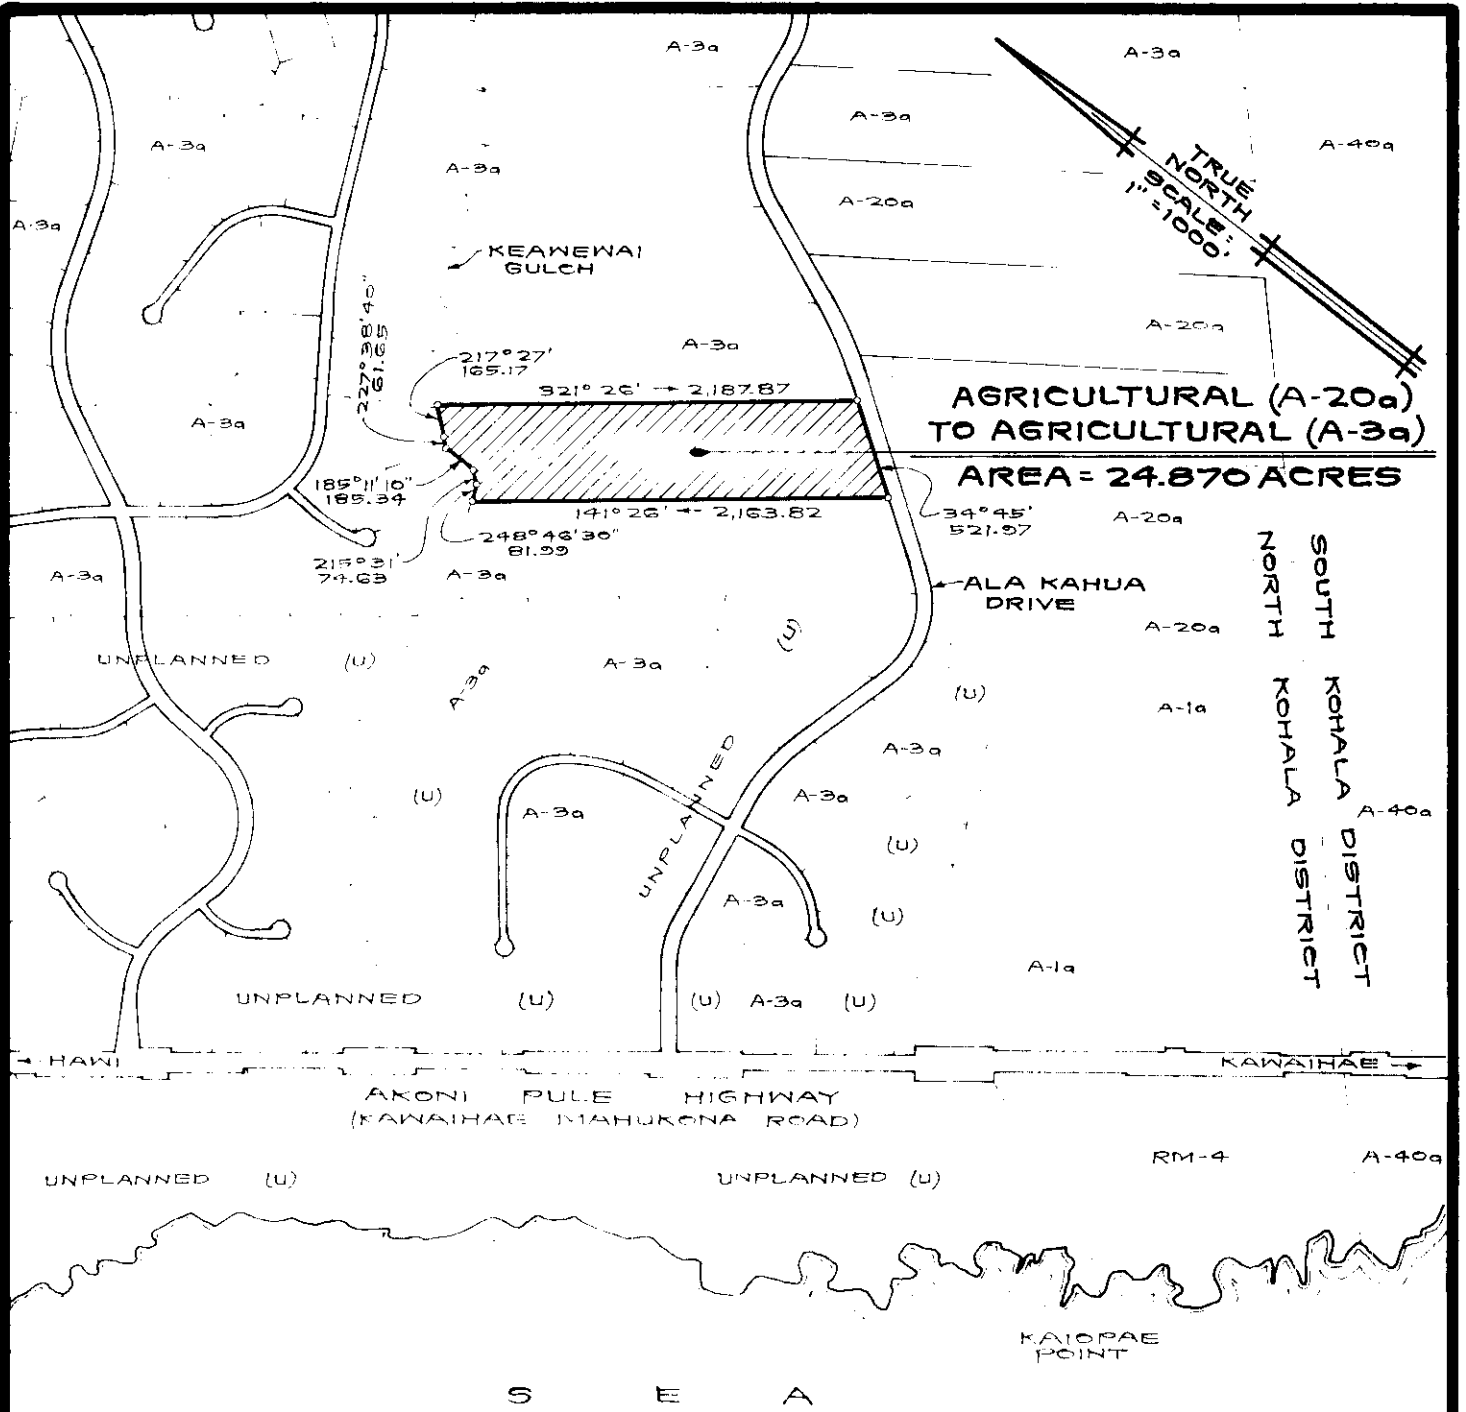 A-3a
A-3a
A-3a
A-40a
A-3a
A-3a
A-3a
A-20a
TRUE
NORTH
SCALE:
1" = 1000'
KEAWEWAI
GULCH
A-20a
A-3a
227°38'40"
61.65
217°27'
165.17
321°26' → 2,187.87
AGRICULTURAL (A-20a)
TO AGRICULTURAL (A-3a)
AREA = 24.870 ACRES
A-3a
185°11'10"
185.34
141°26' ← 2,163.82
34°45'
521.97
A-20a
248°46'30"
81.99
215°31'
74.63
A-3a
A-3a
ALA KAHUA
DRIVE
SOUTH KOHALA DISTRICT
NORTH KOHALA DISTRICT
A-20a
(U)
UNPLANNED (U)
A-3a
A-3a
(U)
A-1a
A-3a
UNPLANNED
(U)
A-3a
A-3a
A-40a
(U)
A-3a
(U)
A-1a
UNPLANNED (U)
(U) A-3a (U)
← HAWI
KAWAIHAE →
AKONI PULE HIGHWAY
(KAWAIHAE MAHUKONA ROAD)
RM-4
A-40a
UNPLANNED (U)
UNPLANNED (U)
KAIOPAE
POINT
S E A